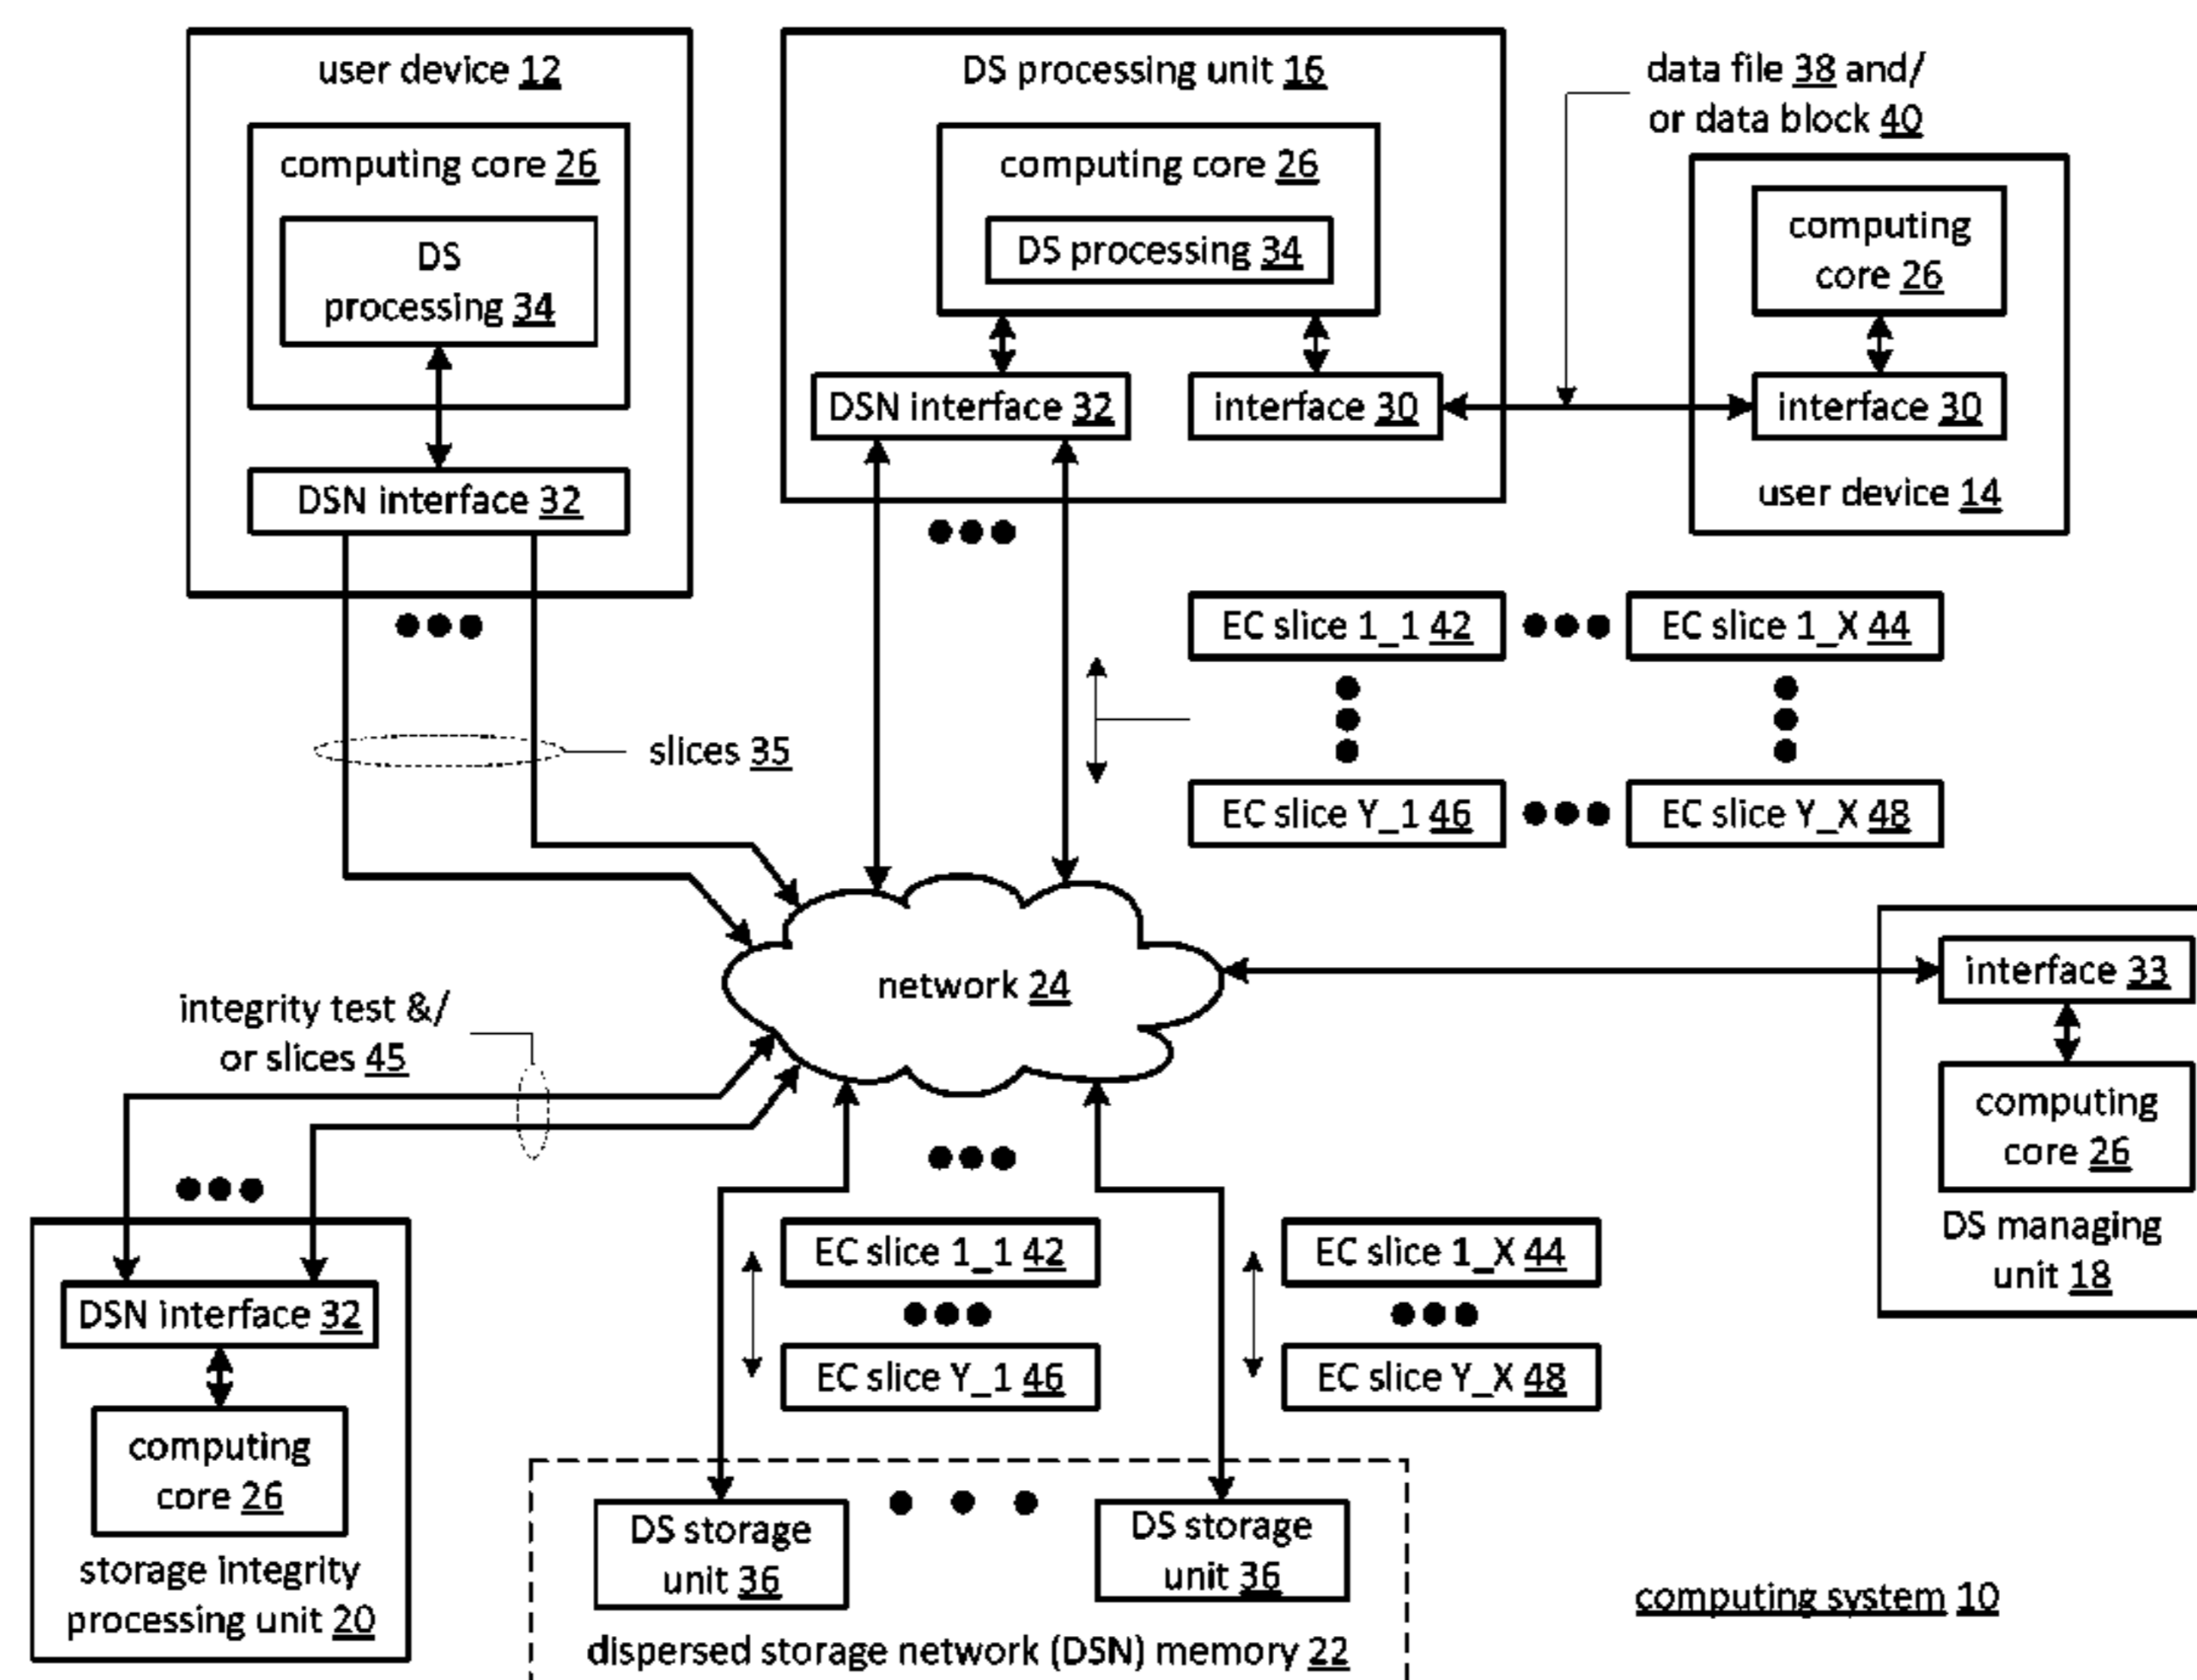 user device 12
computing core 26
DS
processing 34
DSN interface 32
DS processing unit 16
computing core 26
DS processing 34
DSN interface 32
interface 30
data file 38 and/
or data block 40
computing
core 26
interface 30
user device 14
EC slice 1_1 42
EC slice 1_X 44
EC slice Y_1 46
EC slice Y_X 48
slices 35
network 24
interface 33
computing
core 26
DS managing
unit 18
integrity test &/
or slices 45
DSN interface 32
computing
core 26
storage integrity
processing unit 20
EC slice 1_1 42
EC slice Y_1 46
EC slice 1_X 44
EC slice Y_X 48
DS storage
unit 36
DS storage
unit 36
dispersed storage network (DSN) memory 22
computing system 10